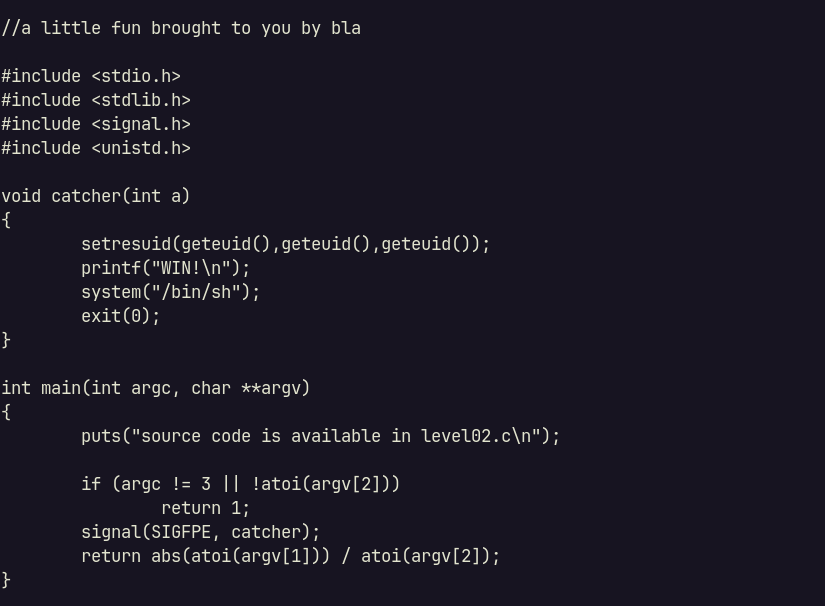 //a little fun brought to you by bla
#include <stdio.h>
#include <stdlib.h>
#include <signal.h>
#include <unistd.h>
void catcher(int a)
{
        setresuid(geteuid(),geteuid(),geteuid());
        printf("WIN!\n");
        system("/bin/sh");
        exit(0);
}
int main(int argc, char **argv)
{
        puts("source code is available in level02.c\n");
        if (argc != 3 || !atoi(argv[2]))
                return 1;
        signal(SIGFPE, catcher);
        return abs(atoi(argv[1])) / atoi(argv[2]);
}